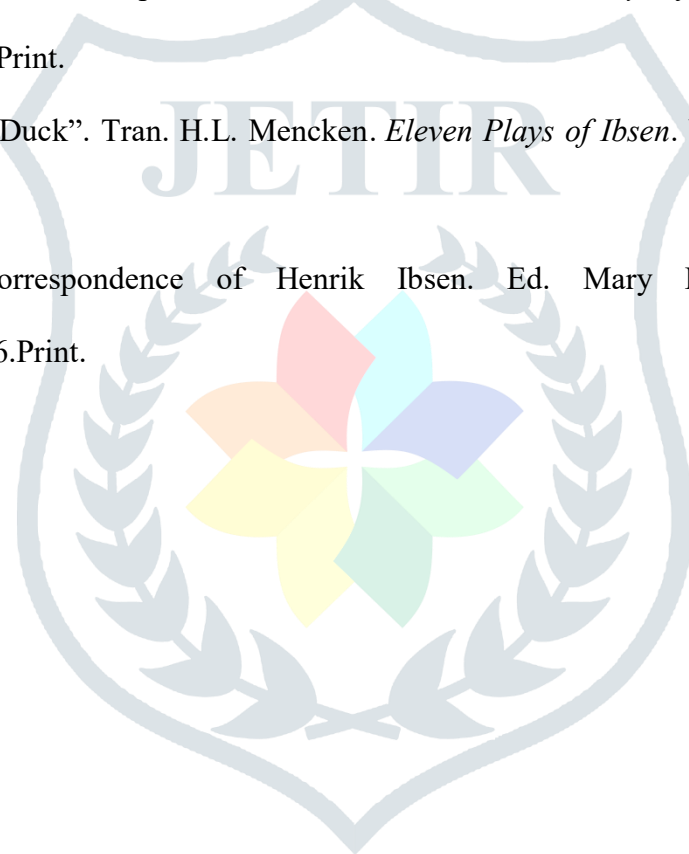 Print.
Duck”. Tran. H.L. Mencken. Eleven Plays of Ibsen.
JETIR
orrespondence of Henrik Ibsen. Ed. Mary
6.Print.